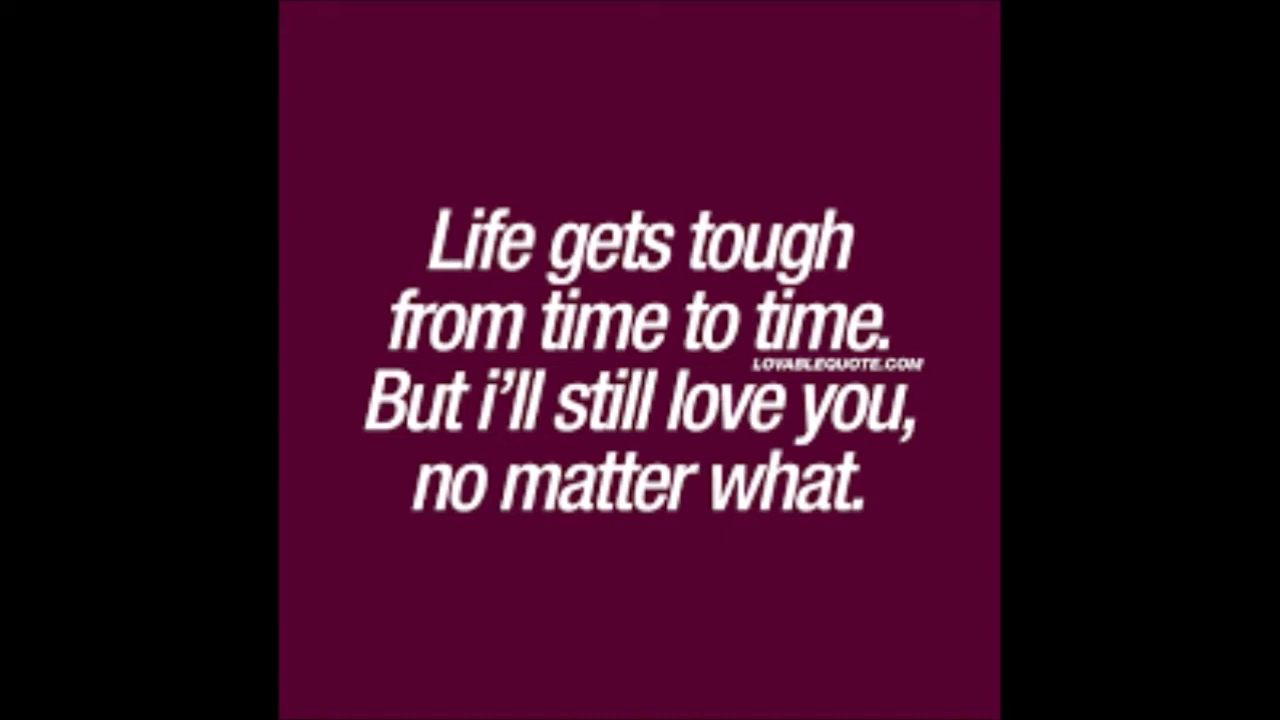 Life gets tough
from time to time.
LOVABLEQUOTE.COM
But i'll still love you,
no matter what.